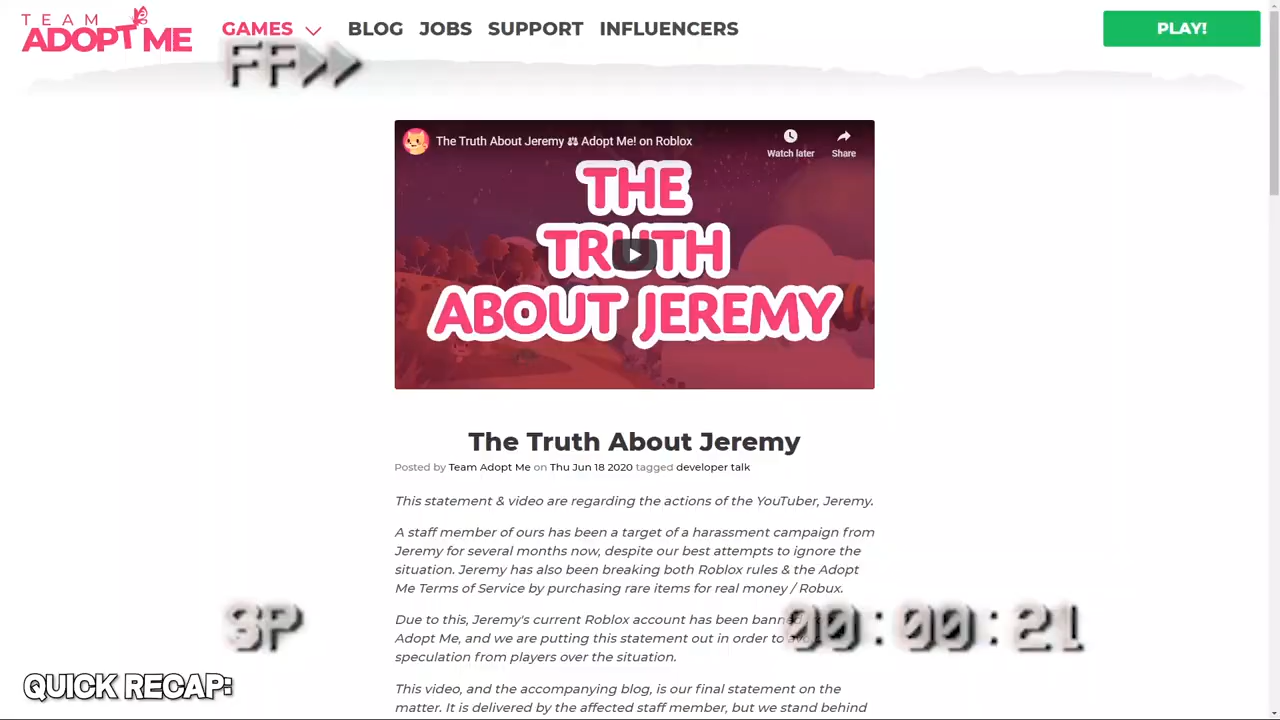 TEAM
ADOPT ME
GAMES
BLOG
JOBS
SUPPORT
INFLUENCERS
PLAY!
FF
The Truth About Jeremy Adopt Me! on Roblox
Watch later
Share
THE
TRUTH
ABOUT JEREMY
The Truth About Jeremy
Posted by Team Adopt Me on Thu Jun 18 2020 tagged developer talk
This statement & video are regarding the actions of the YouTuber, Jeremy.
A staff member of ours has been a target of a harassment campaign from
Jeremy for several months now, despite our best attempts to ignore the
situation. Jeremy has also been breaking both Roblox rules & the Adopt
Me Terms of Service by purchasing rare items for real money / Robux.
Due to this, Jeremy's current Roblox account has been banned
Adopt Me, and we are putting this statement out in order to
speculation from players over the situation.
This video, and the accompanying blog, is our final statement on the
matter. It is delivered by the affected staff member, but we stand behind
SP
00:00:21
QUICK RECAP: